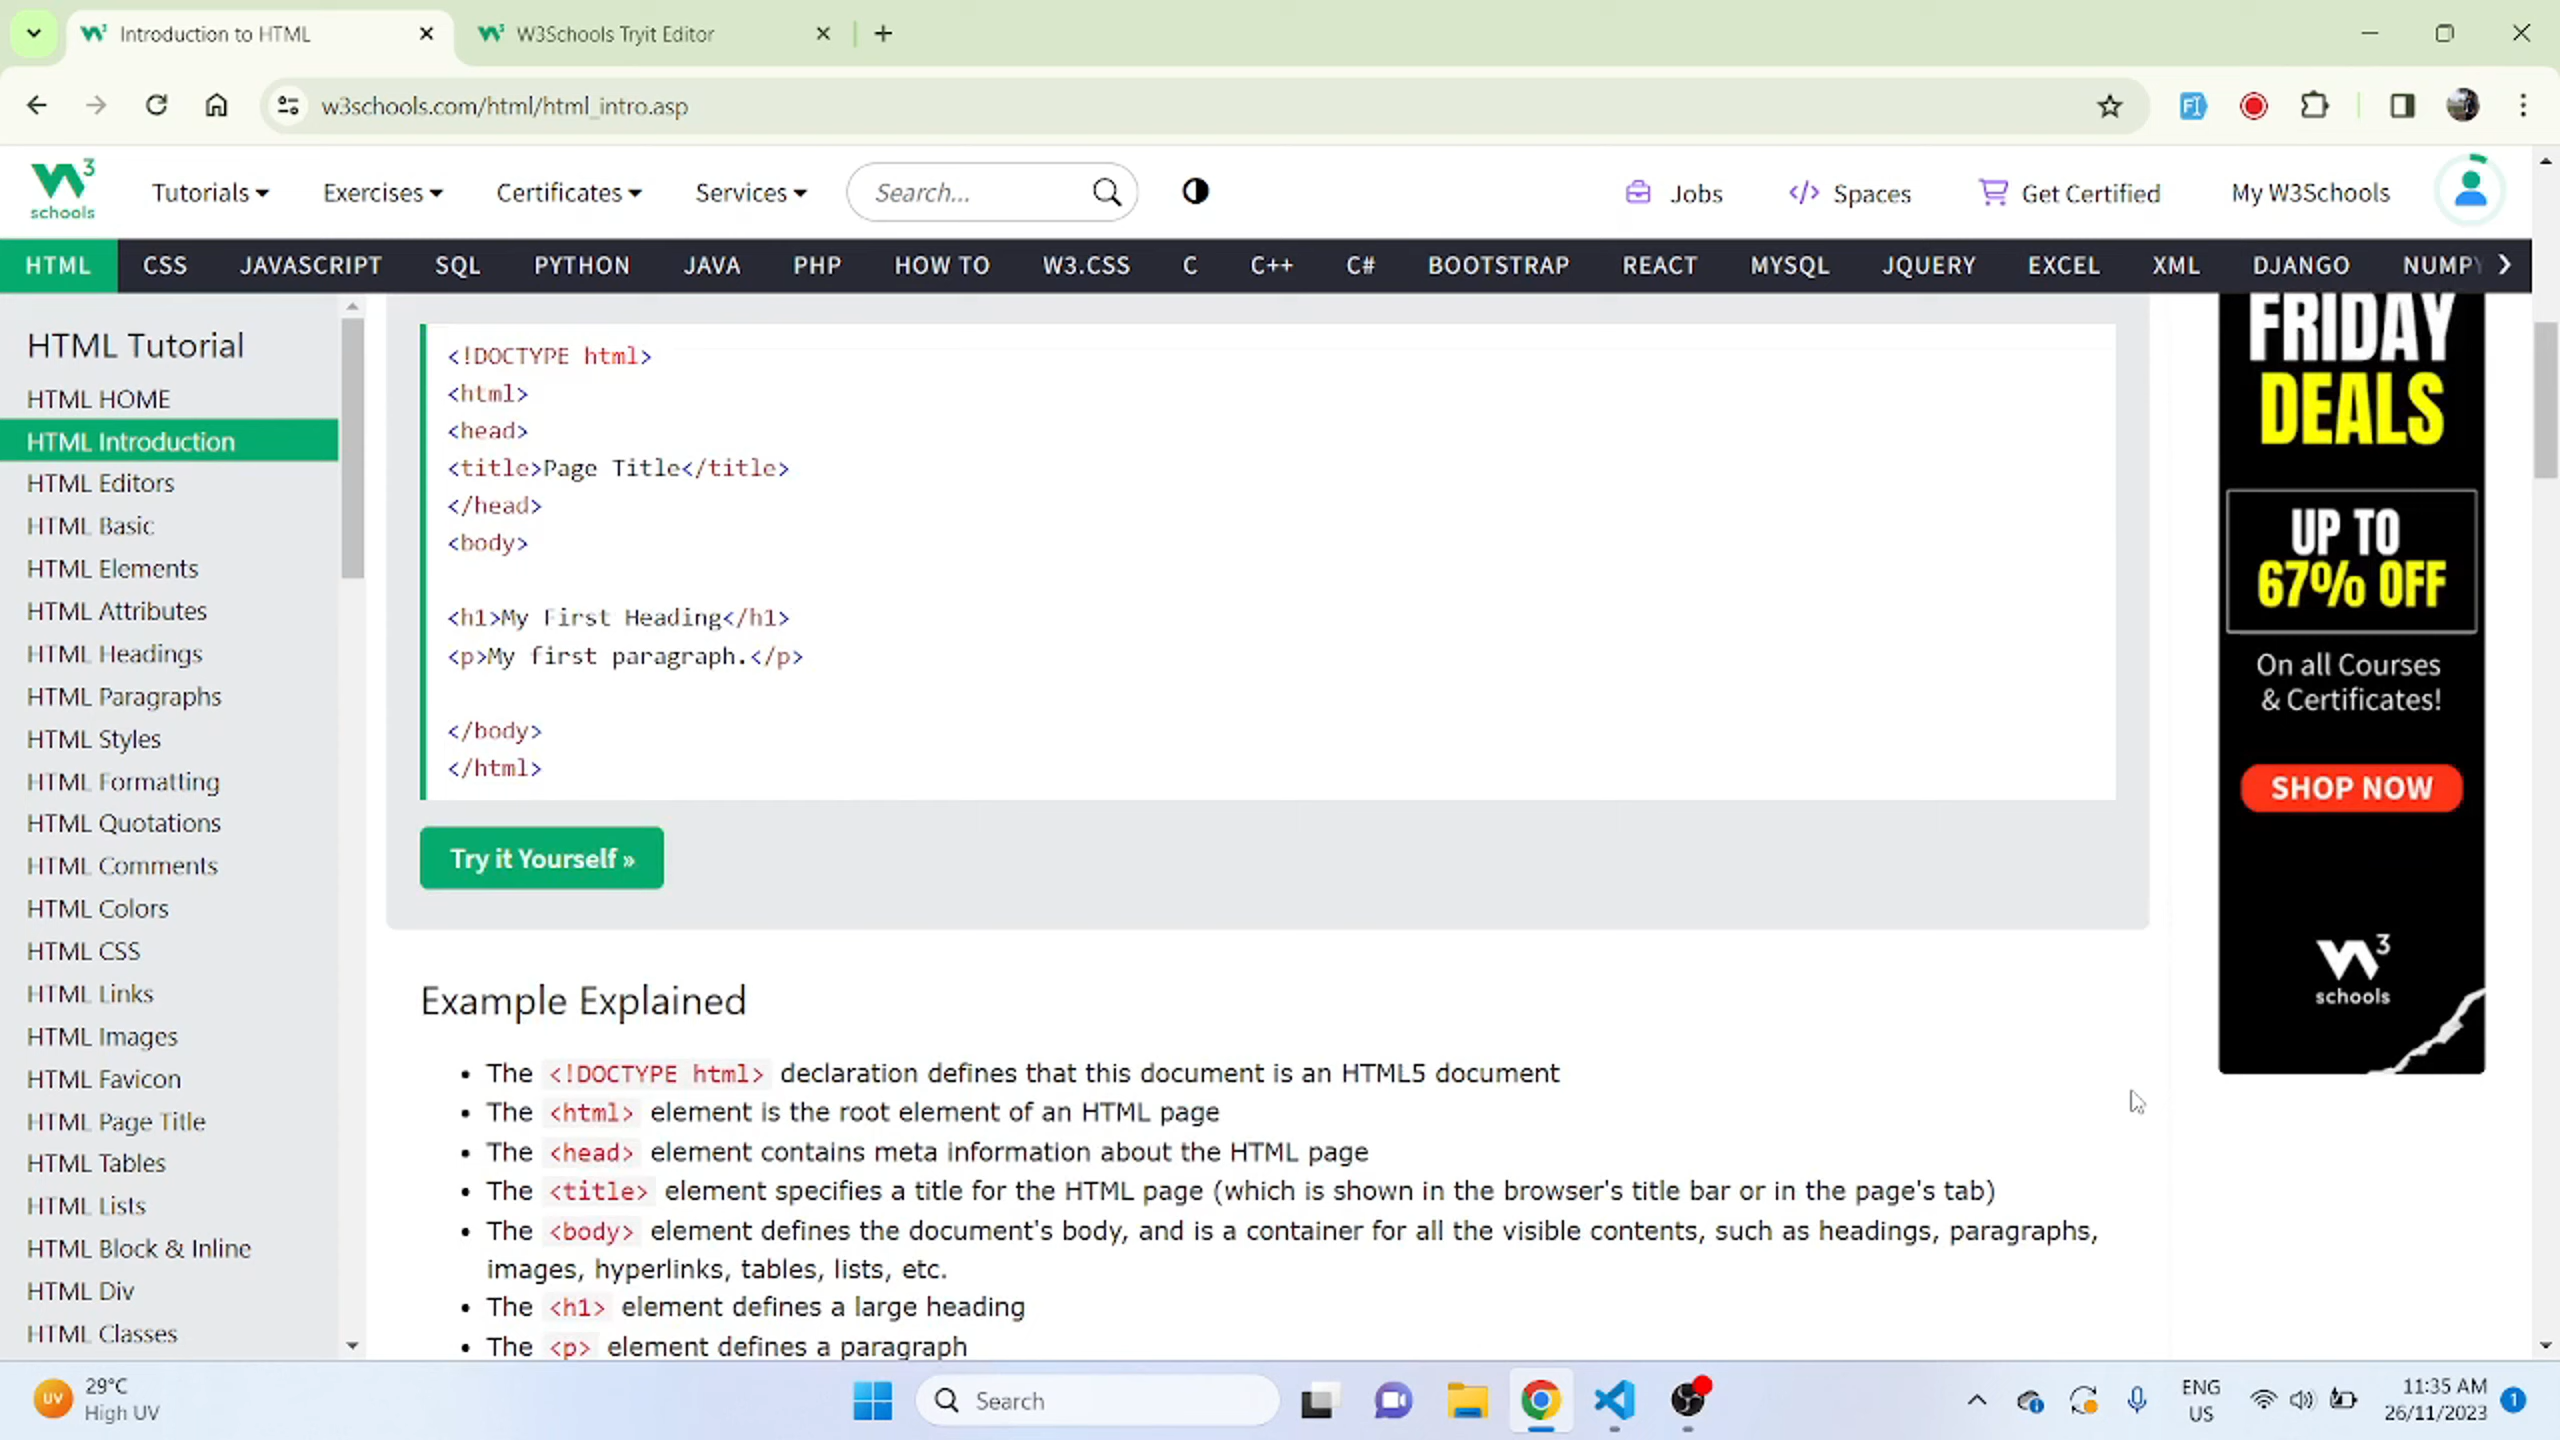 Introduction to HTML
W3Schools Tryit Editor
w3schools.com/html/html_intro.asp
W3 schools
Tutorials
Exercises
Certificates
Services
Search...
Jobs
Spaces
Get Certified
My W3Schools
HTML CSS JAVASCRIPT SQL PYTHON JAVA PHP HOW TO W3.CSS C C++ C# BOOTSTRAP REACT MYSQL JQUERY EXCEL XML DJANGO NUMPY
HTML Tutorial
HTML HOME
HTML Introduction
HTML Editors
HTML Basic
HTML Elements
HTML Attributes
HTML Headings
HTML Paragraphs
HTML Styles
HTML Formatting
HTML Quotations
HTML Comments
HTML Colors
HTML CSS
HTML Links
HTML Images
HTML Favicon
HTML Page Title
HTML Tables
HTML Lists
HTML Block & Inline
HTML Div
HTML Classes
<!DOCTYPE html>
<html>
<head>
<title>Page Title</title>
</head>
<body>
<h1>My First Heading</h1>
<p>My first paragraph.</p>
</body>
</html>
Try it Yourself »
Example Explained
• The <!DOCTYPE html> declaration defines that this document is an HTML5 document
• The <html> element is the root element of an HTML page
• The <head> element contains meta information about the HTML page
• The <title> element specifies a title for the HTML page (which is shown in the browser's title bar or in the page's tab)
• The <body> element defines the document's body, and is a container for all the visible contents, such as headings, paragraphs,
images, hyperlinks, tables, lists, etc.
• The <h1> element defines a large heading
• The <p> element defines a paragraph
FRIDAY
DEALS
UP TO
67% OFF
On all Courses
& Certificates!
SHOP NOW
W3 schools
UV
29°C
High UV
Search
ENG
US
11:35 AM
26/11/2023
1